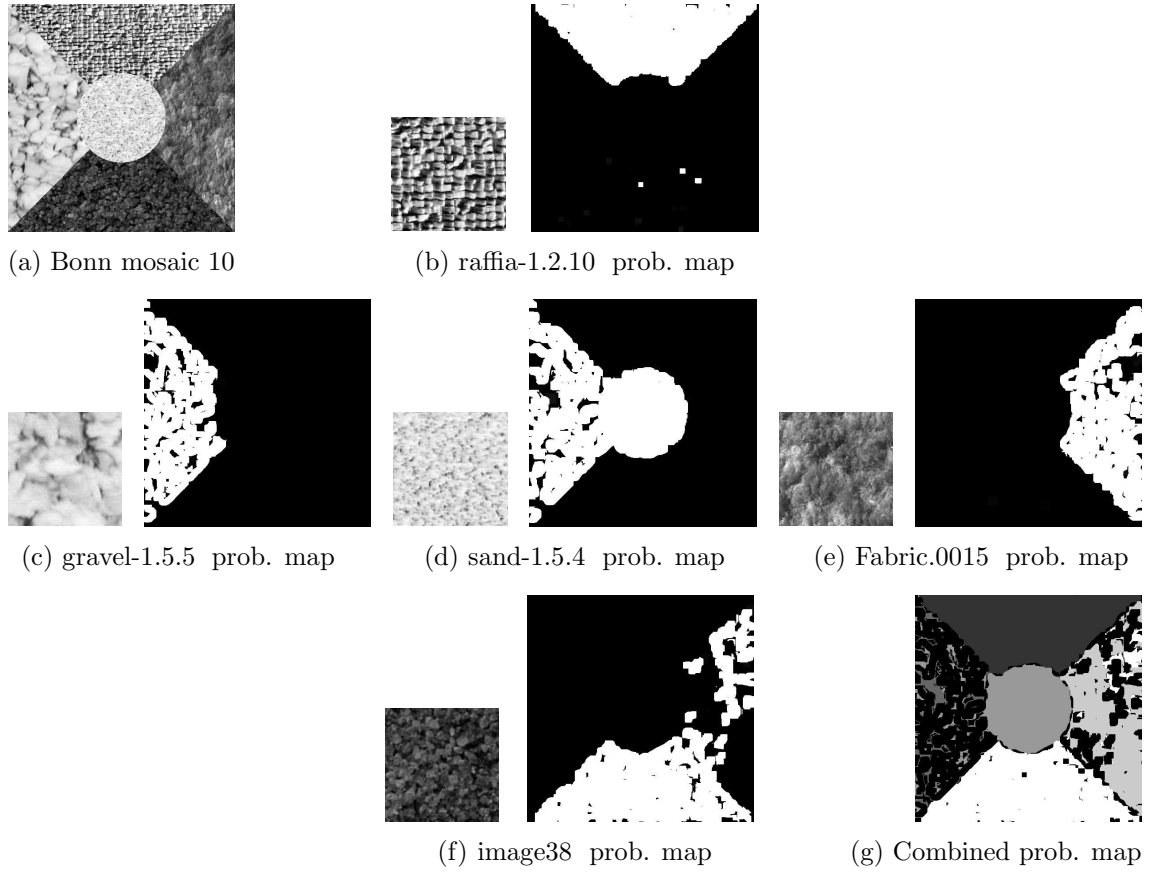 (a) Bonn mosaic 10
(b) raffia-1.2.10 prob. map
(c) gravel-1.5.5 prob. map
(d) sand-1.5.4 prob. map
(e) Fabric.0015 prob. map
(f) image38 prob. map
(g) Combined prob. map